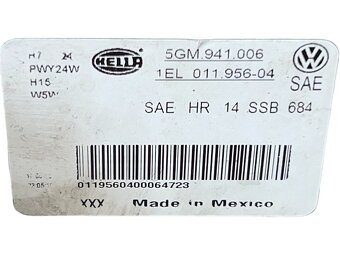 H7
PWY24W
H15
W5W
HELLA
5GM.941.006
1EL 011.956-04
SAE
SAE HR 14 SSB 684
0119560400064723
XXX Made in Mexico